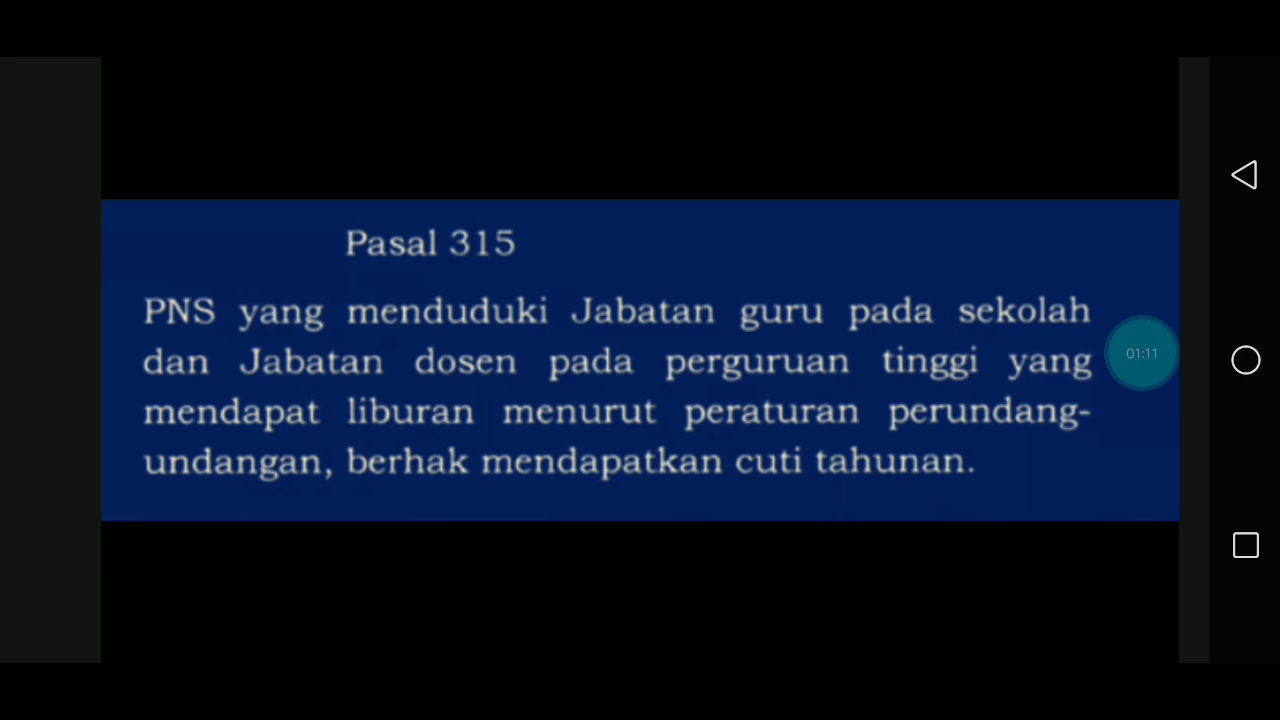 Pasal 315
PNS yang menduduki Jabatan guru pada sekolah
dan Jabatan dosen pada perguruan tinggi yang
mendapat liburan menurut peraturan perundang-
undangan, berhak mendapatkan cuti tahunan.
01:11